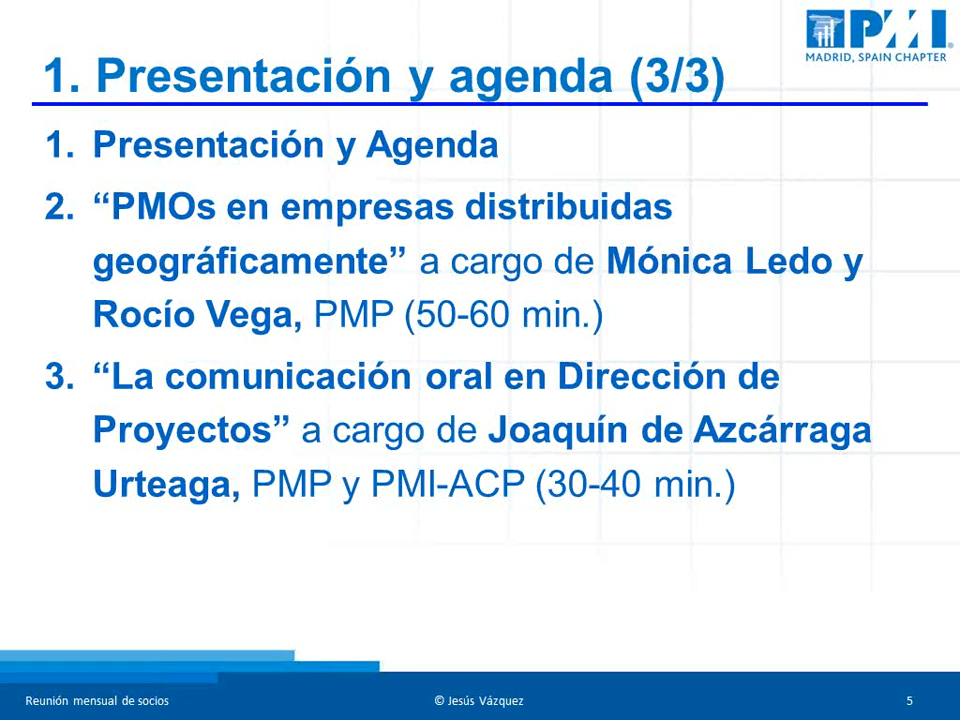 PMI
MADRID, SPAIN CHAPTER
1. Presentación y agenda (3/3)
1. Presentación y Agenda
2. “PMOs en empresas distribuidas
geográficamente” a cargo de Mónica Ledo y
Rocío Vega, PMP (50-60 min.)
3. “La comunicación oral en Dirección de
Proyectos” a cargo de Joaquín de Azcárraga
Urteaga, PMP y PMI-ACP (30-40 min.)
Reunión mensual de socios
© Jesús Vázquez
5